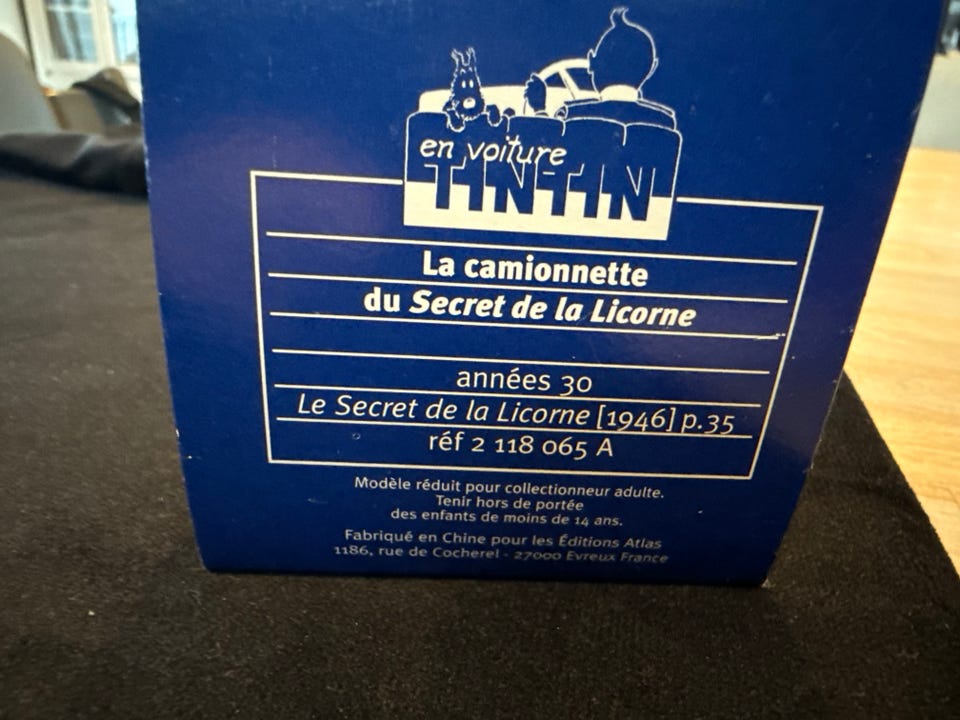 en voiture
TINTIN
La camionnette
du Secret de la Licorne
années 30
Le Secret de la Licorne [1946] p.35
réf 2 118 065 A
Modèle réduit pour collectionneur adulte.
Tenir hors de portée
des enfants de moins de 14 ans.
Fabriqué en Chine pour les Éditions Atlas
1186, rue de Cocherel - 27000 Evreux France